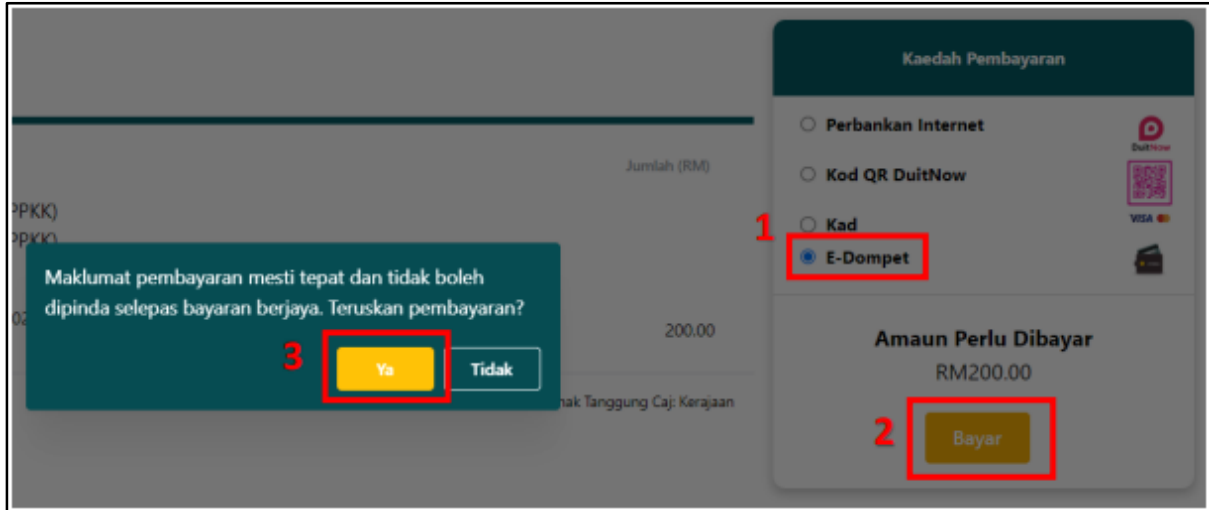 Kaedah Pembayaran
Perbankan Internet
DuitNow
Jumlah (RM)
Kod QR DuitNow
PPKK)
PPKK)
1
Kad
VISA
E-Dompet
Maklumat pembayaran mesti tepat dan tidak boleh
dipinda selepas bayaran berjaya. Teruskan pembayaran?
200.00
3
Ya
Tidak
Tanggung Caj: Kerajaan
Amaun Perlu Dibayar
RM200.00
2
Bayar